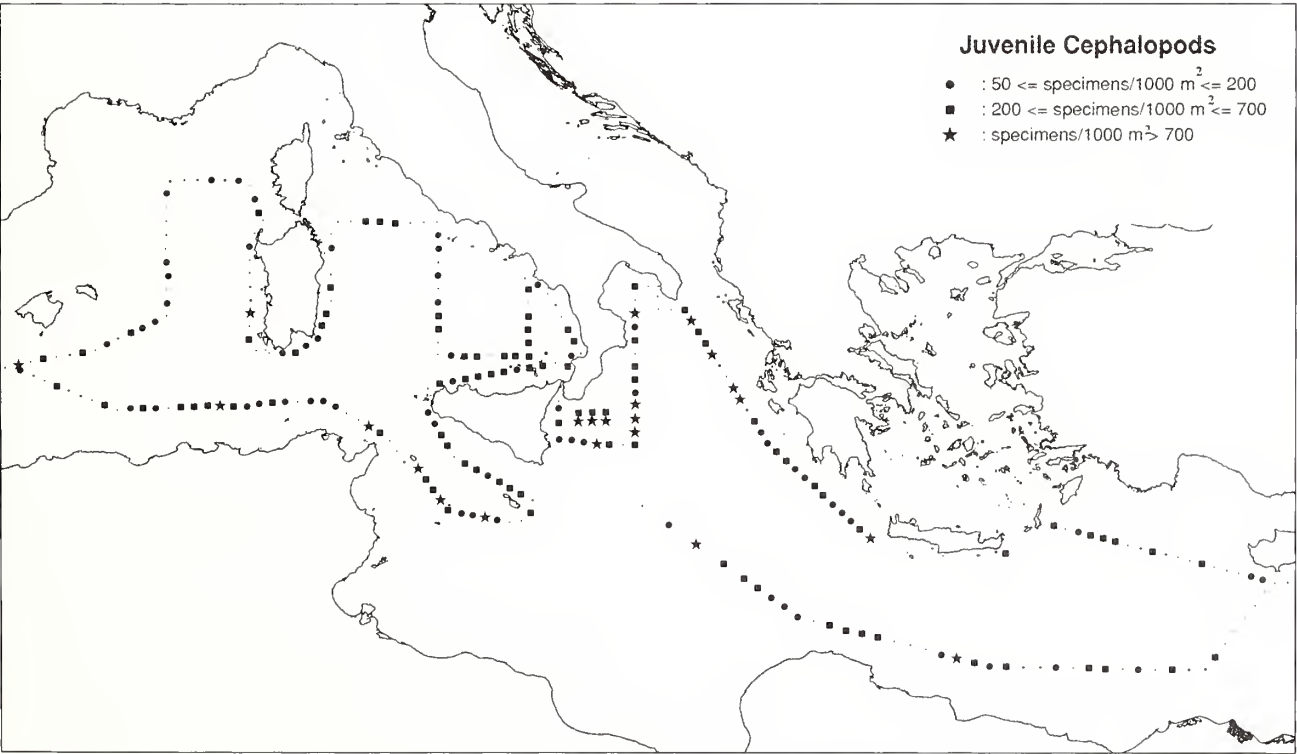 Juvenile Cephalopods
● : 50 <= specimens/1000 m²<= 200
■ : 200 <= specimens/1000 m²<= 700
★ : specimens/1000 m²> 700